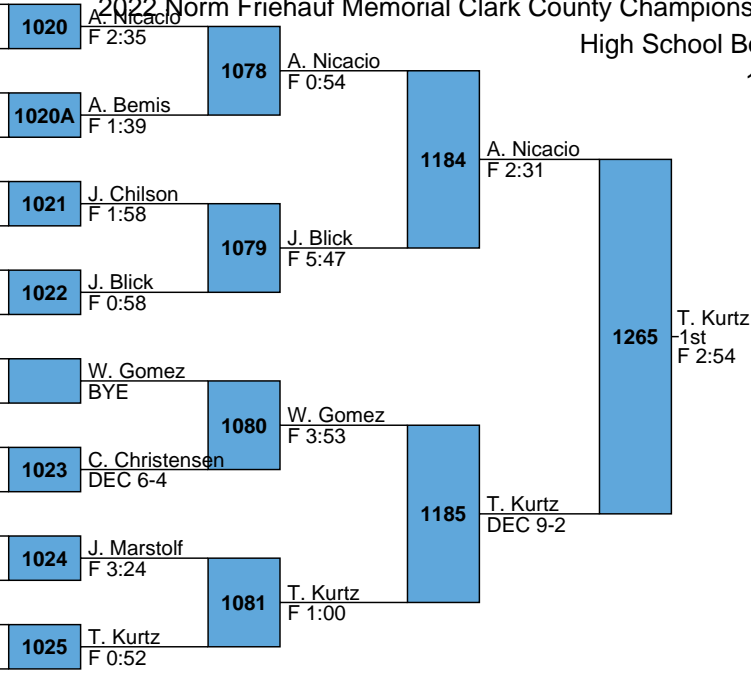 2022 Norm Friehauf Memorial Clark County Champions
High School Bo
1020
A. Nicacio
F 2:35
1078
A. Nicacio
F 0:54
1020A
A. Bemis
F 1:39
1184
A. Nicacio
F 2:31
1021
J. Chilson
F 1:58
1079
J. Blick
F 5:47
1022
J. Blick
F 0:58
1265
T. Kurtz
1st
F 2:54
W. Gomez
BYE
1080
W. Gomez
F 3:53
1023
C. Christensen
DEC 6-4
1185
T. Kurtz
DEC 9-2
1024
J. Marstolf
F 3:24
1081
T. Kurtz
F 1:00
1025
T. Kurtz
F 0:52